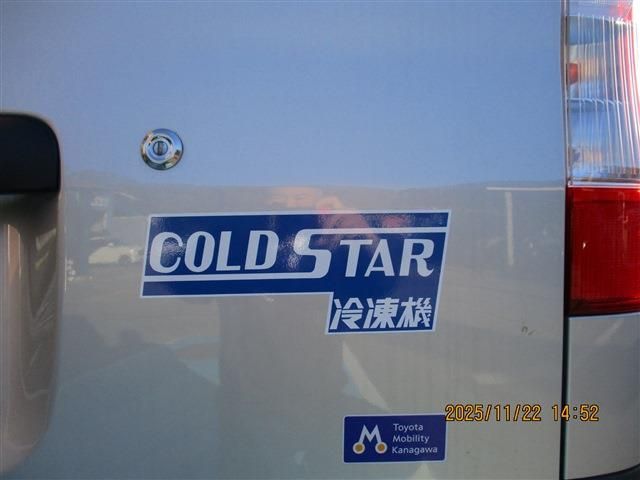 COLD STAR
冷凍機
Toyota
Mobility
Kanagawa
2025/11/22 14:52